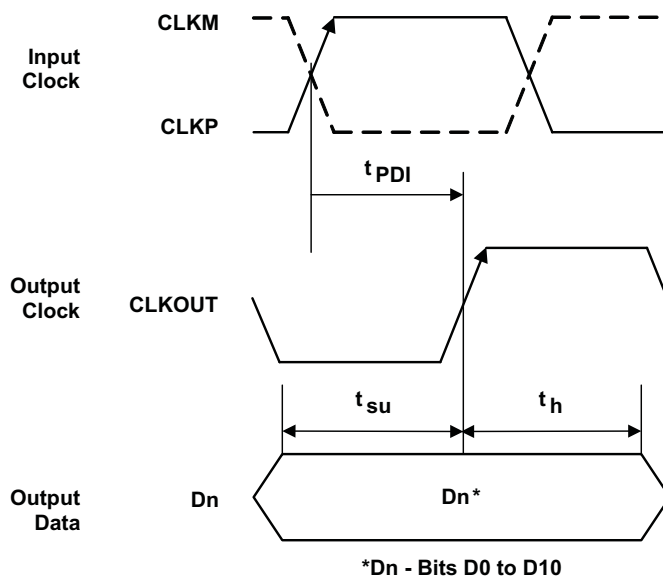 CLKM
Input
Clock
CLKP
t PDI
Output
Clock
CLKOUT
t su
t h
Output
Data
Dn
Dn*
*Dn - Bits D0 to D10